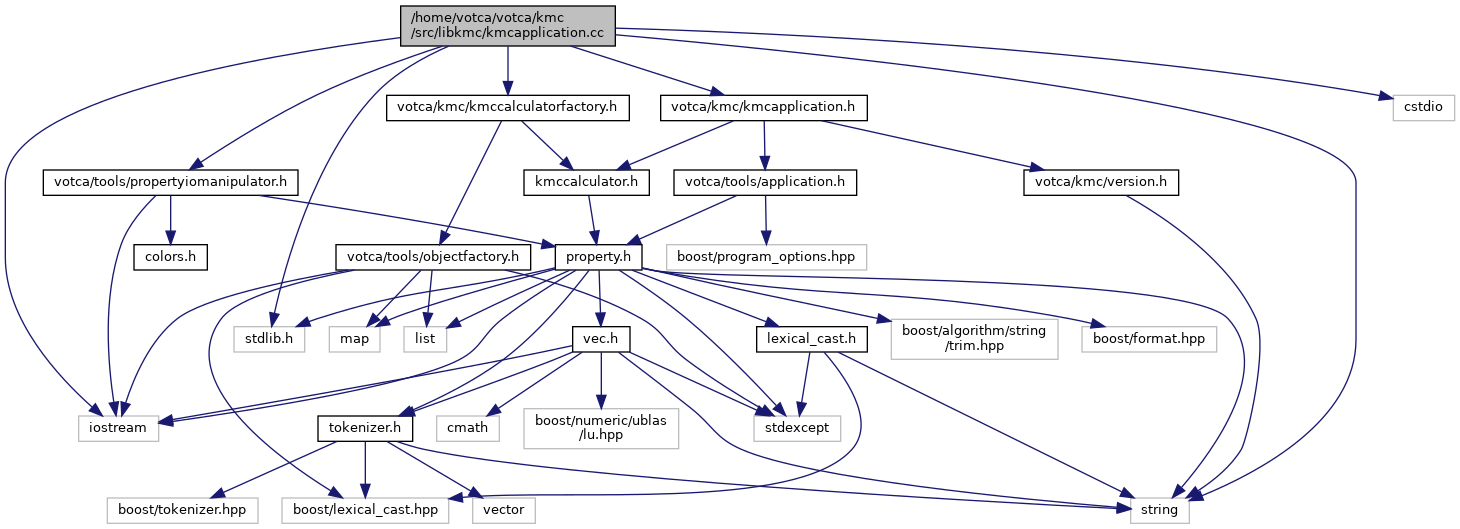 /home/votca/votca/kmc
/src/libkmc/kmcapplication.cc
votca/kmc/kmccalculatorfactory.h
votca/kmc/kmcapplication.h
cstdio
votca/tools/propertyiomanipulator.h
kmccalculator.h
votca/tools/application.h
votca/kmc/version.h
colors.h
votca/tools/objectfactory.h
property.h
boost/program_options.hpp
stdlib.h
map
list
vec.h
lexical_cast.h
boost/algorithm/string
/trim.hpp
boost/format.hpp
iostream
tokenizer.h
cmath
boost/numeric/ublas
/lu.hpp
stdexcept
boost/tokenizer.hpp
boost/lexical_cast.hpp
vector
string